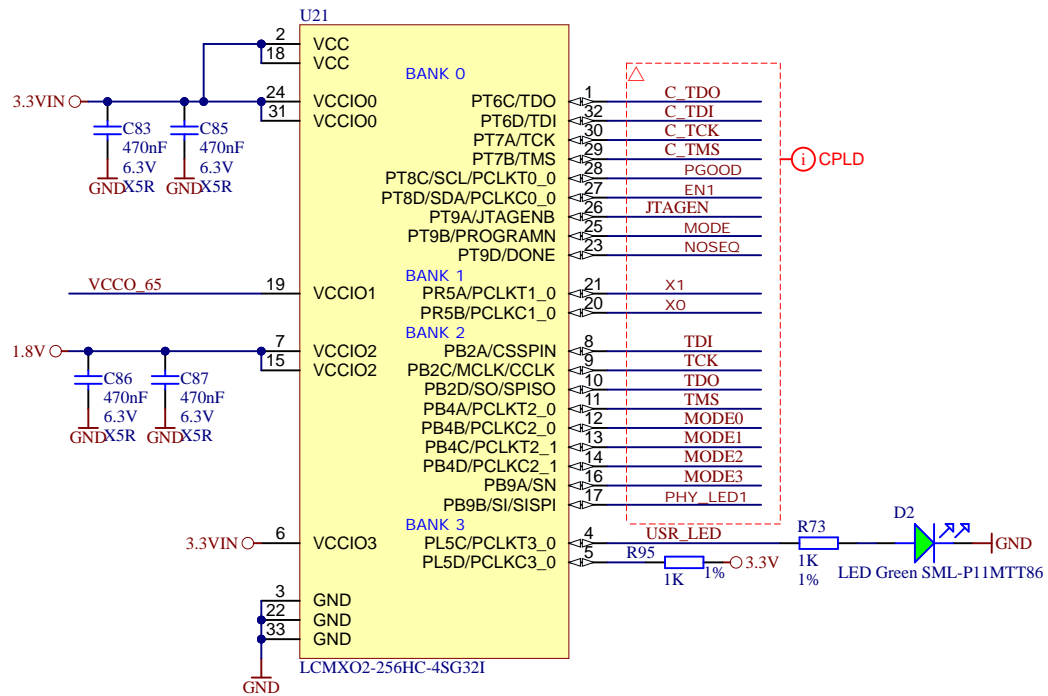 U21
2 VCC
18 VCC
BANK 0
3.3VIN 24 VCCIO0 PT6C/TDO 1 C_TDO
31 VCCIO0 PT6D/TDI 32 C_TDI
C83 C85 PT7A/TCK 30 C_TCK
470nF 470nF PT7B/TMS 29 C_TMS
i CPLD
6.3V 6.3V PT8C/SCL/PCLKT0_0 28 PGOOD
GND X5R GND X5R PT8D/SDA/PCLKC0_0 27 EN1
PT9A/JTAGENB 26 JTAGEN
PT9B/PROGRAMN 25 MODE
PT9D/DONE 23 NOSEQ
BANK 1
VCCO_65 19 VCCIO1 PR5A/PCLKT1_0 21 X1
PR5B/PCLKC1_0 20 X0
BANK 2
1.8V 7 VCCIO2 PB2A/CSSPIN 8 TDI
15 VCCIO2 PB2C/MCLK/CCLK 9 TCK
C86 C87 PB2D/SO/SPISO 10 TDO
470nF 470nF PB4A/PCLKT2_0 11 TMS
6.3V 6.3V PB4B/PCLKC2_0 12 MODE0
GND X5R GND X5R PB4C/PCLKT2_1 13 MODE1
PB4D/PCLKC2_1 14 MODE2
PB9A/SN 16 MODE3
PB9B/SI/SISPI 17 PHY_LED1
BANK 3
3.3VIN 6 VCCIO3 PL5C/PCLKT3_0 4 USR_LED R73 D2 GND
1K
1%
LED Green SML-P11MTT86
PL5D/PCLKC3_0 5 R95 3.3V
1K 1%
3 GND
22 GND
33 GND
GND
LCMXO2-256HC-4SG32I